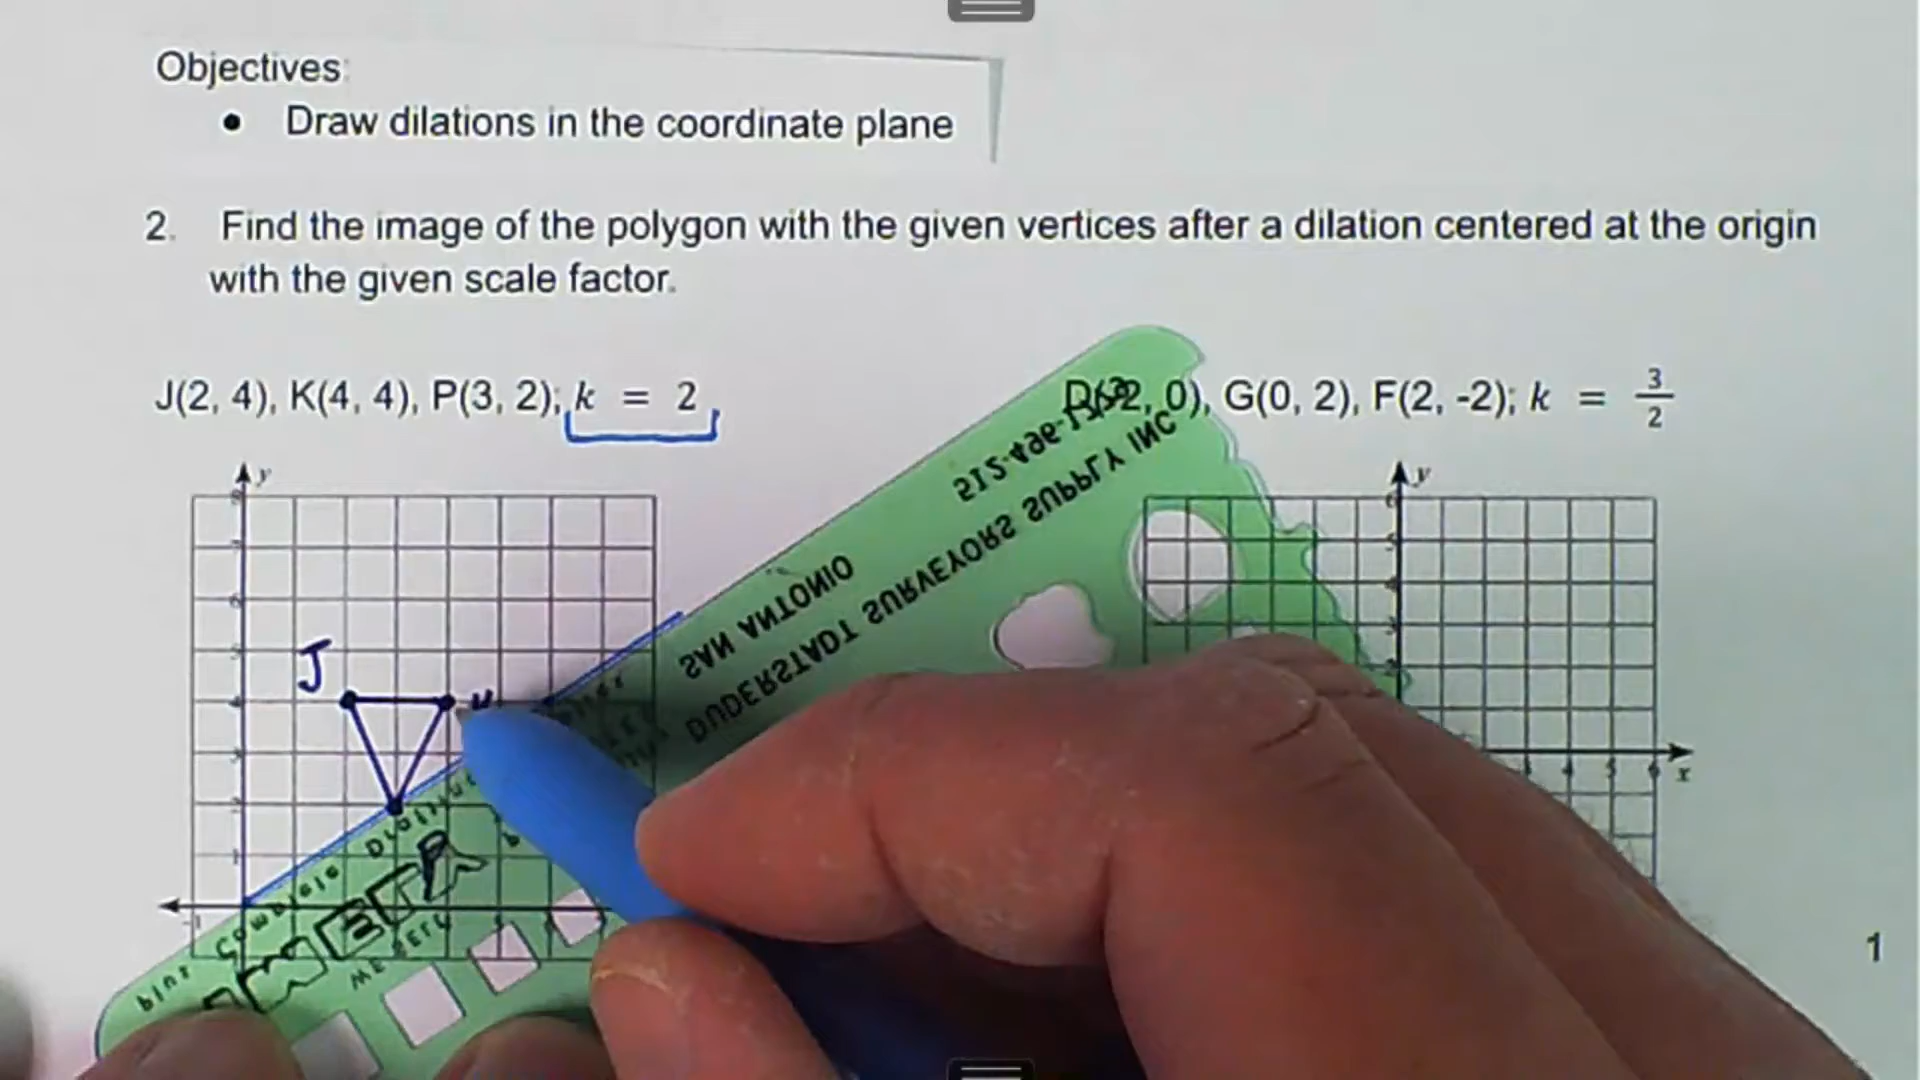 Objectives:
• Draw dilations in the coordinate plane
2. Find the image of the polygon with the given vertices after a dilation centered at the origin
with the given scale factor.
J(2, 4), K(4, 4), P(3, 2); k = 2
D(-2, 0), G(0, 2), F(2, -2); k = 3/2
y
y
J
SAN ANTONIO
DUDERSTADT SURVEYORS SUPPLY INC
x
-1
1